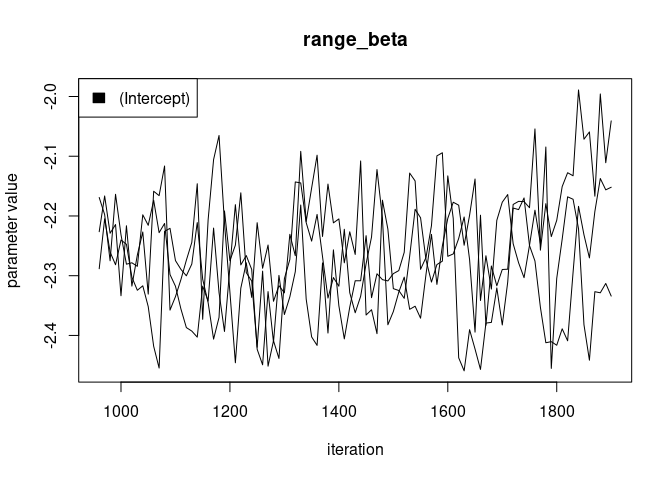 range_beta
(Intercept)
parameter value
-2.0
-2.1
-2.2
-2.3
-2.4
1000 1200 1400 1600 1800
iteration